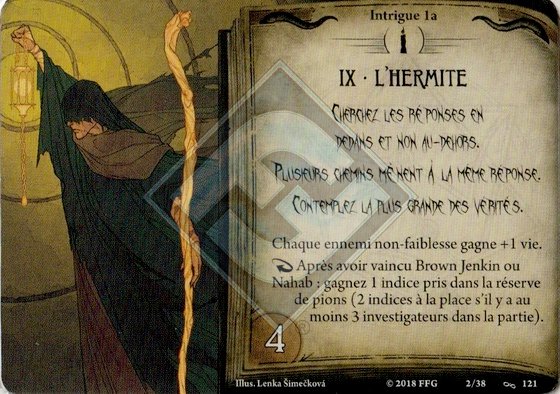 Intrigue 1a
IX · L'HERMITE
Cherchez les réponses en
dedans et non au-dehors.
Plusieurs chemins mènent à la même réponse.
Contemplez la plus grande des vérités.
Chaque ennemi non-faiblesse gagne +1 vie.
Après avoir vaincu Brown Jenkin ou
Nahab : gagnez 1 indice pris dans la réserve
de pions (2 indices à la place s'il y a au
moins 3 investigateurs dans la partie).
4
Illus. Lenka Šimečková © 2018 FFG 2/38 121